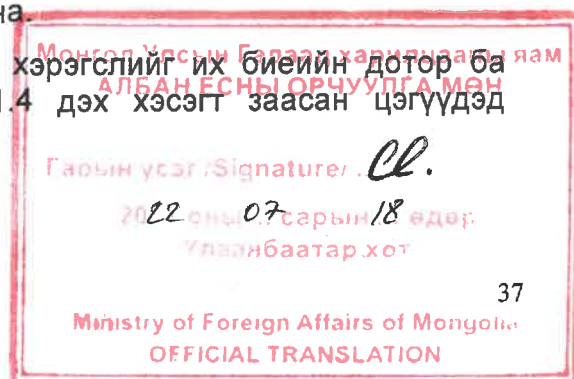 на.
Монгол Улсын Гадаад харилцааны яам
хэрэгслийг их биеийн дотор ба
АЛБАН ЁСНЫ ОРЧУУЛГА МӨН
.4 дэх хэсэгт заасан цэгүүдэд
Гарын үсэг /Signature/
2022 оны 07 сарын 18 өдөр
Улаанбаатар хот
37
Ministry of Foreign Affairs of Mongolia
OFFICIAL TRANSLATION